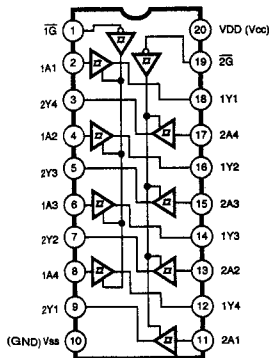 1G 1 20 VDD (VCC)
1A1 2 19 2G
2Y4 3 18 1Y1
1A2 4 17 2A4
2Y3 5 16 1Y2
1A3 6 15 2A3
2Y2 7 14 1Y3
1A4 8 13 2A2
2Y1 9 12 1Y4
(GND) Vss 10 11 2A1